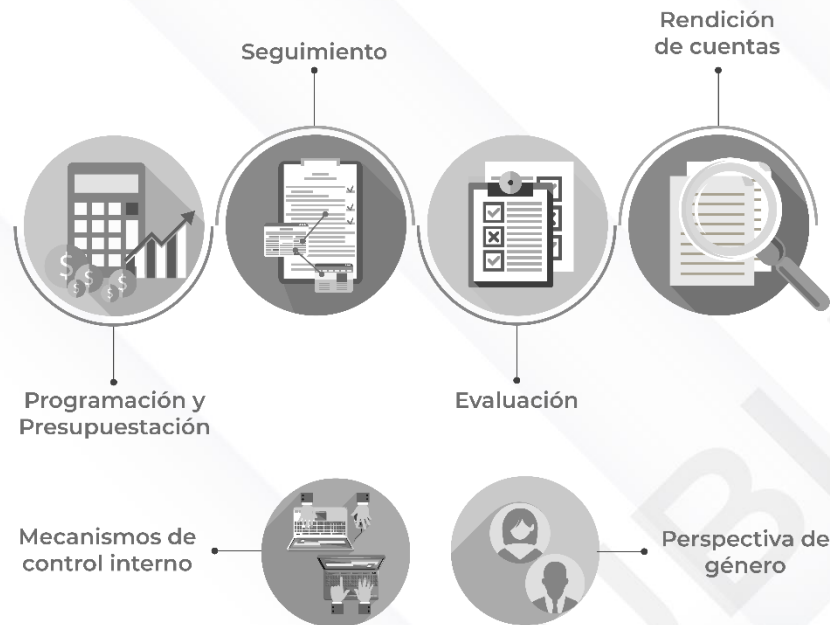 Rendición
de cuentas
Seguimiento
Programación y
Presupuestación
Evaluación
Mecanismos de
control interno
Perspectiva de
género